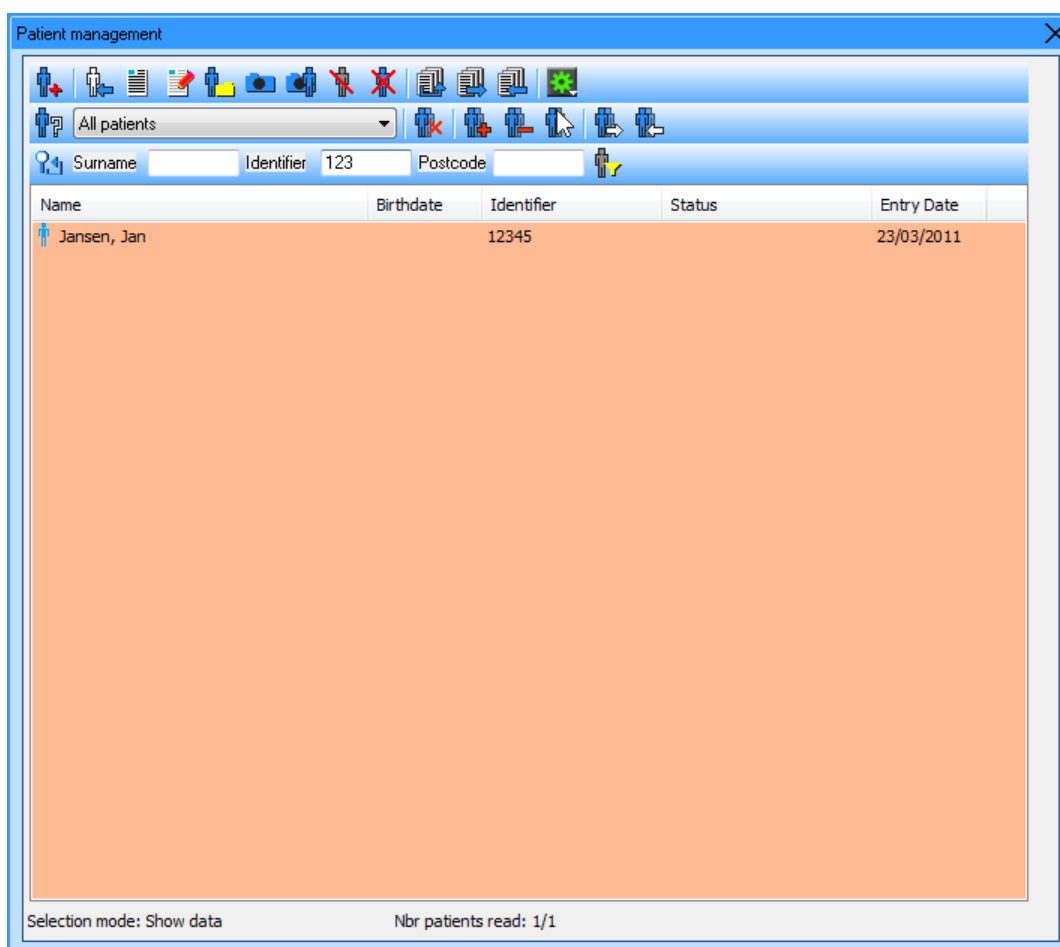 Patient management
All patients
Surname Identifier 123 Postcode
Name Birthdate Identifier Status Entry Date
Jansen, Jan 12345 23/03/2011
Selection mode: Show data Nbr patients read: 1/1